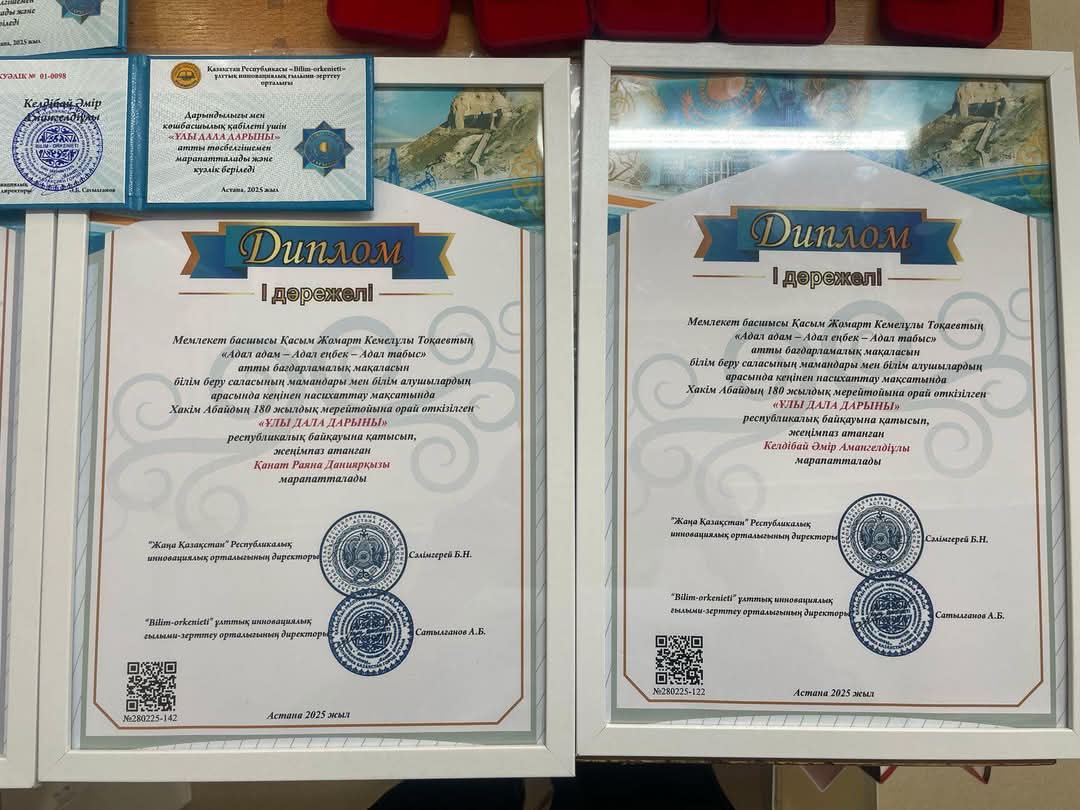 КУӘЛІК № 01-0098
Келдібай Әмір
Амангелдіұлы
BILIM - ORKENIETI
А.Б. Сатылғанов
Қазақстан Республикасы «Bilim-orkenieti»
ұлттық инновациялық ғылыми-зерттеу
орталығы
Дарындылығы мен
көшбасшылық қабілеті үшін
«ҰЛЫ ДАЛА ДАРЫНЫ»
атты төсбелгішемен
марапатталады және
куәлік беріледі
Астана, 2025 жыл
Диплом
І дәрежелі
Мемлекет басшысы Қасым Жомарт Кемелұлы Тоқаевтың
«Адал адам – Адал еңбек – Адал табыс»
атты бағдарламалық мақаласын
білім беру саласының мамандары мен білім алушылардың
арасында кеңінен насихаттау мақсатында
Хакім Абайдың 180 жылдық мерейтойына орай өткізілген
«ҰЛЫ ДАЛА ДАРЫНЫ»
республикалық байқауына қатысып,
жеңімпаз атанған
Қанат Раяна Даниярқызы
марапатталады
"Жаңа Қазақстан" Республикалық
инновациялық орталығының директоры
Сәлімгерей Б.Н.
"Bilim-orkenieti" ұлттық инновациялық
ғылыми-зерттеу орталығының директоры
Сатылғанов А.Б.
№280225-142
Астана 2025 жыл
Диплом
І дәрежелі
Мемлекет басшысы Қасым Жомарт Кемелұлы Тоқаевтың
«Адал адам – Адал еңбек – Адал табыс»
атты бағдарламалық мақаласын
білім беру саласының мамандары мен білім алушылардың
арасында кеңінен насихаттау мақсатында
Хакім Абайдың 180 жылдық мерейтойына орай өткізілген
«ҰЛЫ ДАЛА ДАРЫНЫ»
республикалық байқауына қатысып,
жеңімпаз атанған
Келдібай Әмір Амангелдіұлы
марапатталады
"Жаңа Қазақстан" Республикалық
инновациялық орталығының директоры
Сәлімгерей Б.Н.
"Bilim-orkenieti" ұлттық инновациялық
ғылыми-зерттеу орталығының директоры
Сатылғанов А.Б.
№280225-122
Астана 2025 жыл